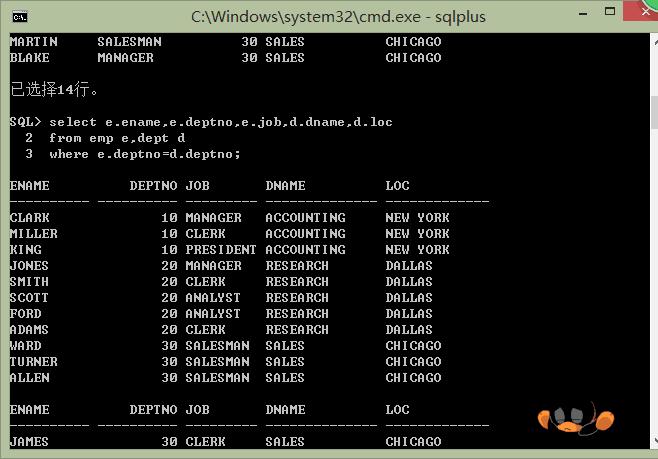 C:\Windows\system32\cmd.exe - sqlplus
MARTIN     SALESMAN          30 SALES          CHICAGO
BLAKE      MANAGER           30 SALES          CHICAGO
已选择14行。
SQL> select e.ename,e.deptno,e.job,d.dname,d.loc
  2  from emp e,dept d
  3  where e.deptno=d.deptno;
ENAME          DEPTNO JOB       DNAME          LOC
---------- ---------- --------- -------------- -------------
CLARK              10 MANAGER   ACCOUNTING     NEW YORK
MILLER             10 CLERK     ACCOUNTING     NEW YORK
KING               10 PRESIDENT ACCOUNTING     NEW YORK
JONES              20 MANAGER   RESEARCH       DALLAS
SMITH              20 CLERK     RESEARCH       DALLAS
SCOTT              20 ANALYST   RESEARCH       DALLAS
FORD               20 ANALYST   RESEARCH       DALLAS
ADAMS              20 CLERK     RESEARCH       DALLAS
WARD               30 SALESMAN  SALES          CHICAGO
TURNER             30 SALESMAN  SALES          CHICAGO
ALLEN              30 SALESMAN  SALES          CHICAGO
ENAME          DEPTNO JOB       DNAME          LOC
---------- ---------- --------- -------------- -------------
JAMES              30 CLERK     SALES          CHICAGO